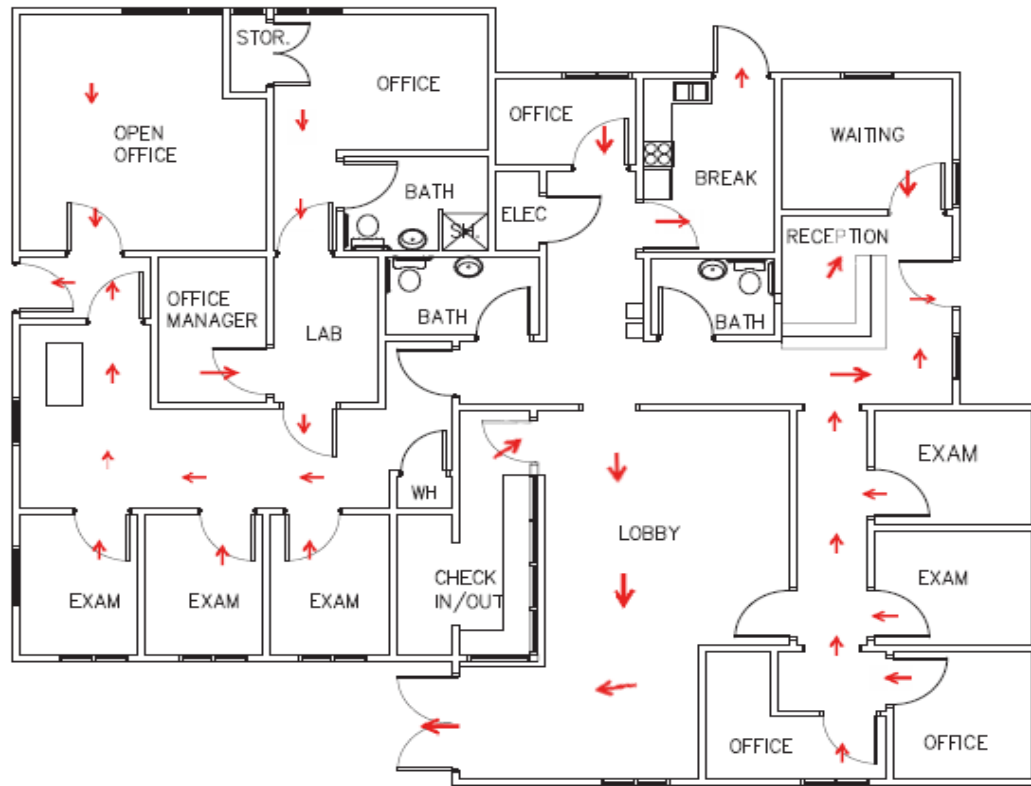 STOR.
OFFICE
OPEN
OFFICE
OFFICE
WAITING
BREAK
BATH
ELEC
SH.
RECEPTION
OFFICE
MANAGER
LAB
BATH
BATH
EXAM
WH
LOBBY
CHECK
IN/OUT
EXAM
EXAM
EXAM
EXAM
OFFICE
OFFICE